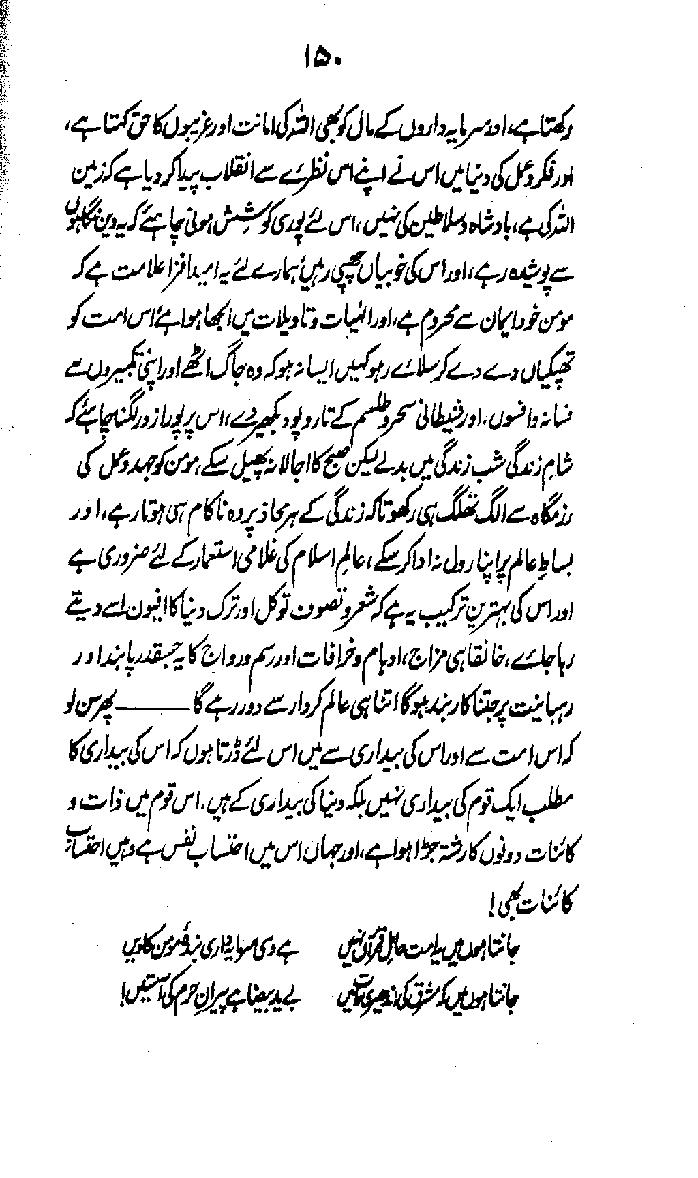 ۱۵۰
رکھتا ہے، اور سرمایہ داروں کے مال کو بھی اللہ کی امانت اور غریبوں کا حق کہتا ہے،
اور فکر و عمل کی دنیا میں اس نے اپنے اس نظرئے سے انقلاب پیدا کر دیا ہے کہ زمین
اللہ کی ہے، بادشاہ و سلاطین کی نہیں، اس لئے پوری کوشش ہونی چاہئے کہ یہ دین نگاہوں
سے پوشیدہ رہے، اور اس کی خوبیاں چھپی رہیں، ہمارے لئے یہ امید افزا علامت ہے کہ
مومن خود ایمان سے محروم ہے، اور الٰہیات و تاویلات میں الجھا ہوا ہے، اس امت کو
تھپکیاں دے دے کر سلائے رہو کہیں ایسا نہ ہو کہ وہ جاگ اٹھے اور اپنی تکبیروں سے
فسانہ و افسوں، اور شیطانی سحر و طلسم کے تار و پود بکھیر دے، اس پر پورا زور لگنا چاہئے کہ
شام زندگی شب زندگی میں بدلے لیکن صبح کا اجالا نہ پھیل سکے، مومن کو جہد و عمل کی
رزمگاہ سے الگ تھلگ ہی رکھو تاکہ زندگی کے ہر محاذ پر وہ ناکام ہی ہوتا رہے، اور
بساطِ عالم پر اپنا رول نہ ادا کر سکے، عالمِ اسلام کی غلامی استعمار کے لئے ضروری ہے
اور اس کی بہترین ترکیب یہ ہے کہ شعر و تصوف توکل اور ترک دنیا کا افیون اسے دیتے
رہا جائے، خانقاہی مزاج، اوہام و خرافات اور رسم و رواج کا یہ جسقدر پابند اور
رہبانیت پر جتنا کاربند ہوگا اتنا ہی عالم کردار سے دور رہے گا ——— پھر سن لو
کہ اس امت سے اور اس کی بیداری سے میں اس لئے ڈرتا ہوں کہ اس کی بیداری کا
مطلب ایک قوم کی بیداری نہیں بلکہ دنیا کی بیداری کے ہیں. اس قوم میں ذات و
کائنات دونوں کا رشتہ جڑا ہوا ہے، اور جہاں اس میں احتساب نفس ہے وہیں احتساب
کائنات بھی!
جانتا ہوں میں یہ امت حامل قرآں نہیں ہے وہی سرمایہ داری بندۂ مومن کا دیں
جانتا ہوں میں کہ مشرق کی اندھیری رات میں بے ید بیضا ہے پیرانِ حرم کی آستیں!